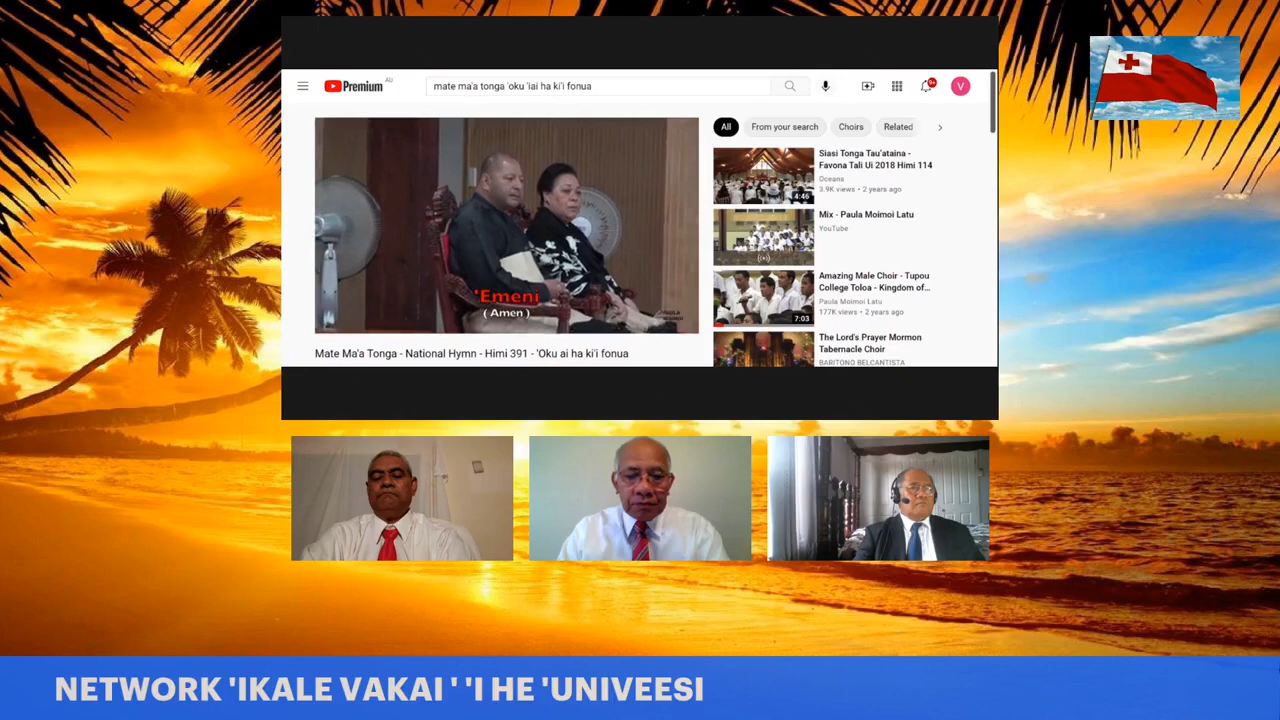 Premium AU
mate ma'a tonga 'oku 'iai ha ki'i fonua
9+
V
'Emeni
( Amen )
Mate Ma'a Tonga - National Hymn - Himi 391 - 'Oku ai ha ki'i fonua
All
From your search
Choirs
Related
Siasi Tonga Tau'ataina -
Favona Tali Ui 2018 Himi 114
Oceans
3.9K views • 2 years ago
4:46
Mix - Paula Moimoi Latu
YouTube
Amazing Male Choir - Tupou
College Toloa - Kingdom of...
Paula Moimoi Latu
177K views • 2 years ago
7:03
The Lord's Prayer Mormon
Tabernacle Choir
BARITONO BELCANTISTA
NETWORK 'IKALE VAKAI ' 'I HE 'UNIVEESI